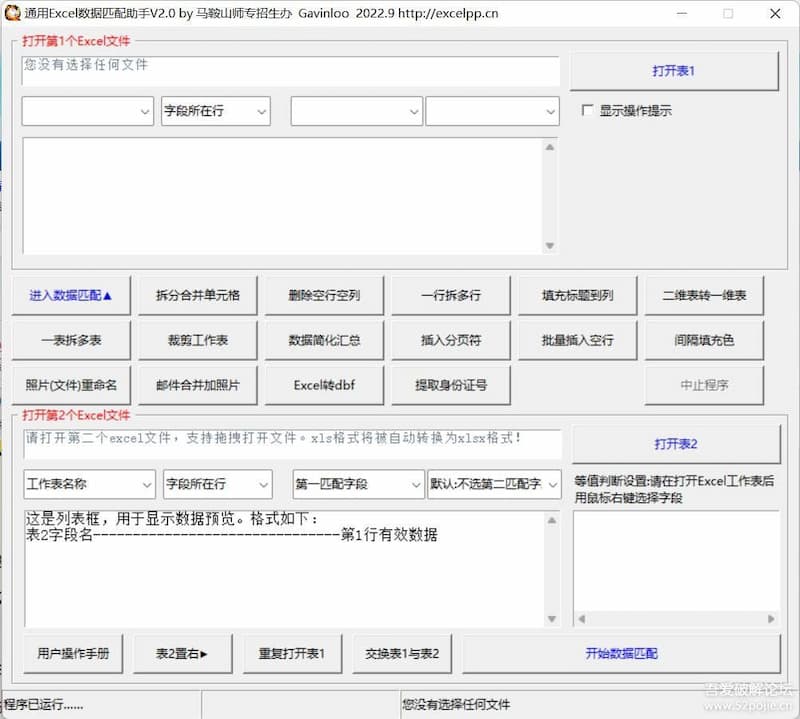 通用Excel数据匹配助手V2.0 by 马鞍山师专招生办 Gavinloo 2022.9 http://excelpp.cn
打开第1个Excel文件
您没有选择任何文件
打开表1
字段所在行
显示操作提示
进入数据匹配▲
拆分合并单元格
删除空行空列
一行拆多行
填充标题到列
二维表转一维表
一表拆多表
裁剪工作表
数据简化汇总
插入分页符
批量插入空行
间隔填充色
照片(文件)重命名
邮件合并加照片
Excel转dbf
提取身份证号
中止程序
打开第2个Excel文件
请打开第二个excel文件，支持拖拽打开文件。xls格式将被自动转换为xlsx格式！
打开表2
工作表名称
字段所在行
第一匹配字段
默认:不选第二匹配字
等值判断设置:请在打开Excel工作表后
用鼠标右键选择字段
这是列表框，用于显示数据预览。格式如下：
表2字段名-------------------------------第1行有效数据
用户操作手册
表2置右▸
重复打开表1
交换表1与表2
开始数据匹配
程序已运行......
您没有选择任何文件
吾爱破解论坛
www.52pojie.cn